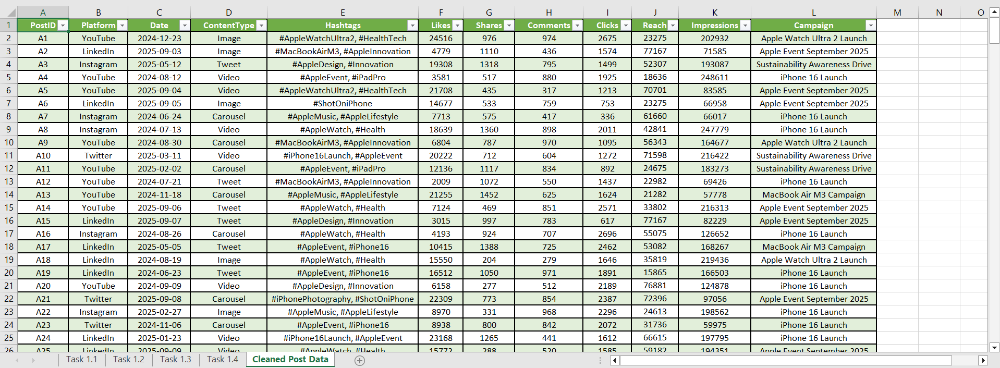 A B C D E F G H I J K L M N O
1 PostID Platform Date ContentType Hashtags Likes Shares Comments Clicks Reach Impressions Campaign
2 A1 YouTube 2024-12-23 Image #AppleWatchUltra2, #HealthTech 24516 976 974 2675 23275 202932 Apple Watch Ultra 2 Launch
3 A2 LinkedIn 2025-09-03 Image #MacBookAirM3, #AppleInnovation 4779 1110 436 1574 77167 71585 Apple Event September 2025
4 A3 Instagram 2025-05-12 Tweet #AppleDesign, #Innovation 19308 1318 795 1499 52307 193087 Sustainability Awareness Drive
5 A4 YouTube 2024-08-12 Video #AppleEvent, #iPadPro 3581 517 880 1925 18636 248611 iPhone 16 Launch
6 A5 YouTube 2025-09-04 Video #AppleWatchUltra2, #HealthTech 21708 435 317 1213 70701 83585 Apple Event September 2025
7 A6 LinkedIn 2025-09-05 Image #ShotOniPhone 14677 533 759 753 23275 66958 Apple Event September 2025
8 A7 Instagram 2024-06-24 Carousel #AppleMusic, #AppleLifestyle 7713 575 417 336 61660 66017 iPhone 16 Launch
9 A8 Instagram 2024-07-13 Video #AppleWatch, #Health 18639 1360 898 2011 42841 247779 iPhone 16 Launch
10 A9 YouTube 2024-08-30 Carousel #MacBookAirM3, #AppleInnovation 6804 787 970 1095 56343 164677 Apple Watch Ultra 2 Launch
11 A10 Twitter 2025-03-11 Video #iPhone16Launch, #AppleEvent 20222 712 604 1272 71598 216422 Sustainability Awareness Drive
12 A11 YouTube 2025-02-02 Carousel #AppleEvent, #iPadPro 12136 1117 834 892 24675 183273 Sustainability Awareness Drive
13 A12 YouTube 2024-07-21 Tweet #MacBookAirM3, #AppleInnovation 2009 1072 550 1437 22982 69426 iPhone 16 Launch
14 A13 YouTube 2024-11-18 Carousel #AppleMusic, #AppleLifestyle 21255 1452 625 1624 21282 57778 MacBook Air M3 Campaign
15 A14 YouTube 2025-09-06 Tweet #AppleWatch, #Health 7124 469 851 2571 33802 216313 Apple Event September 2025
16 A15 LinkedIn 2025-09-07 Tweet #AppleDesign, #Innovation 3015 997 783 617 77167 82229 Apple Event September 2025
17 A16 Instagram 2024-08-26 Carousel #AppleWatch, #Health 4193 924 707 2696 55075 126652 iPhone 16 Launch
18 A17 LinkedIn 2025-05-05 Tweet #AppleEvent, #iPhone16 10415 1388 725 2462 53082 168267 MacBook Air M3 Campaign
19 A18 LinkedIn 2024-08-19 Image #AppleWatch, #Health 15550 204 279 1646 35819 219436 Apple Watch Ultra 2 Launch
20 A19 LinkedIn 2024-06-23 Tweet #AppleEvent, #iPhone16 16512 1050 971 1891 15865 166503 iPhone 16 Launch
21 A20 YouTube 2024-09-09 Video #AppleDesign, #Innovation 6158 277 512 2189 76881 124878 iPhone 16 Launch
22 A21 Twitter 2025-09-08 Carousel #iPhonePhotography, #ShotOniPhone 22309 773 854 2387 72396 97056 Apple Event September 2025
23 A22 Instagram 2025-02-27 Image #AppleMusic, #AppleLifestyle 8970 331 968 2296 24613 198562 iPhone 16 Launch
24 A23 Twitter 2024-11-06 Carousel #AppleEvent, #iPhone16 8938 800 842 2072 31736 59975 iPhone 16 Launch
25 A24 LinkedIn 2025-01-23 Video #iPhone16Launch, #AppleEvent 23168 1265 441 1612 66615 197795 iPhone 16 Launch
26 A25 LinkedIn 2025-09-09 Video #AppleWatch, #Health 15772 288 520 1585 59182 194351 Apple Event September 2025
Task 1.1 Task 1.2 Task 1.3 Task 1.4 Cleaned Post Data